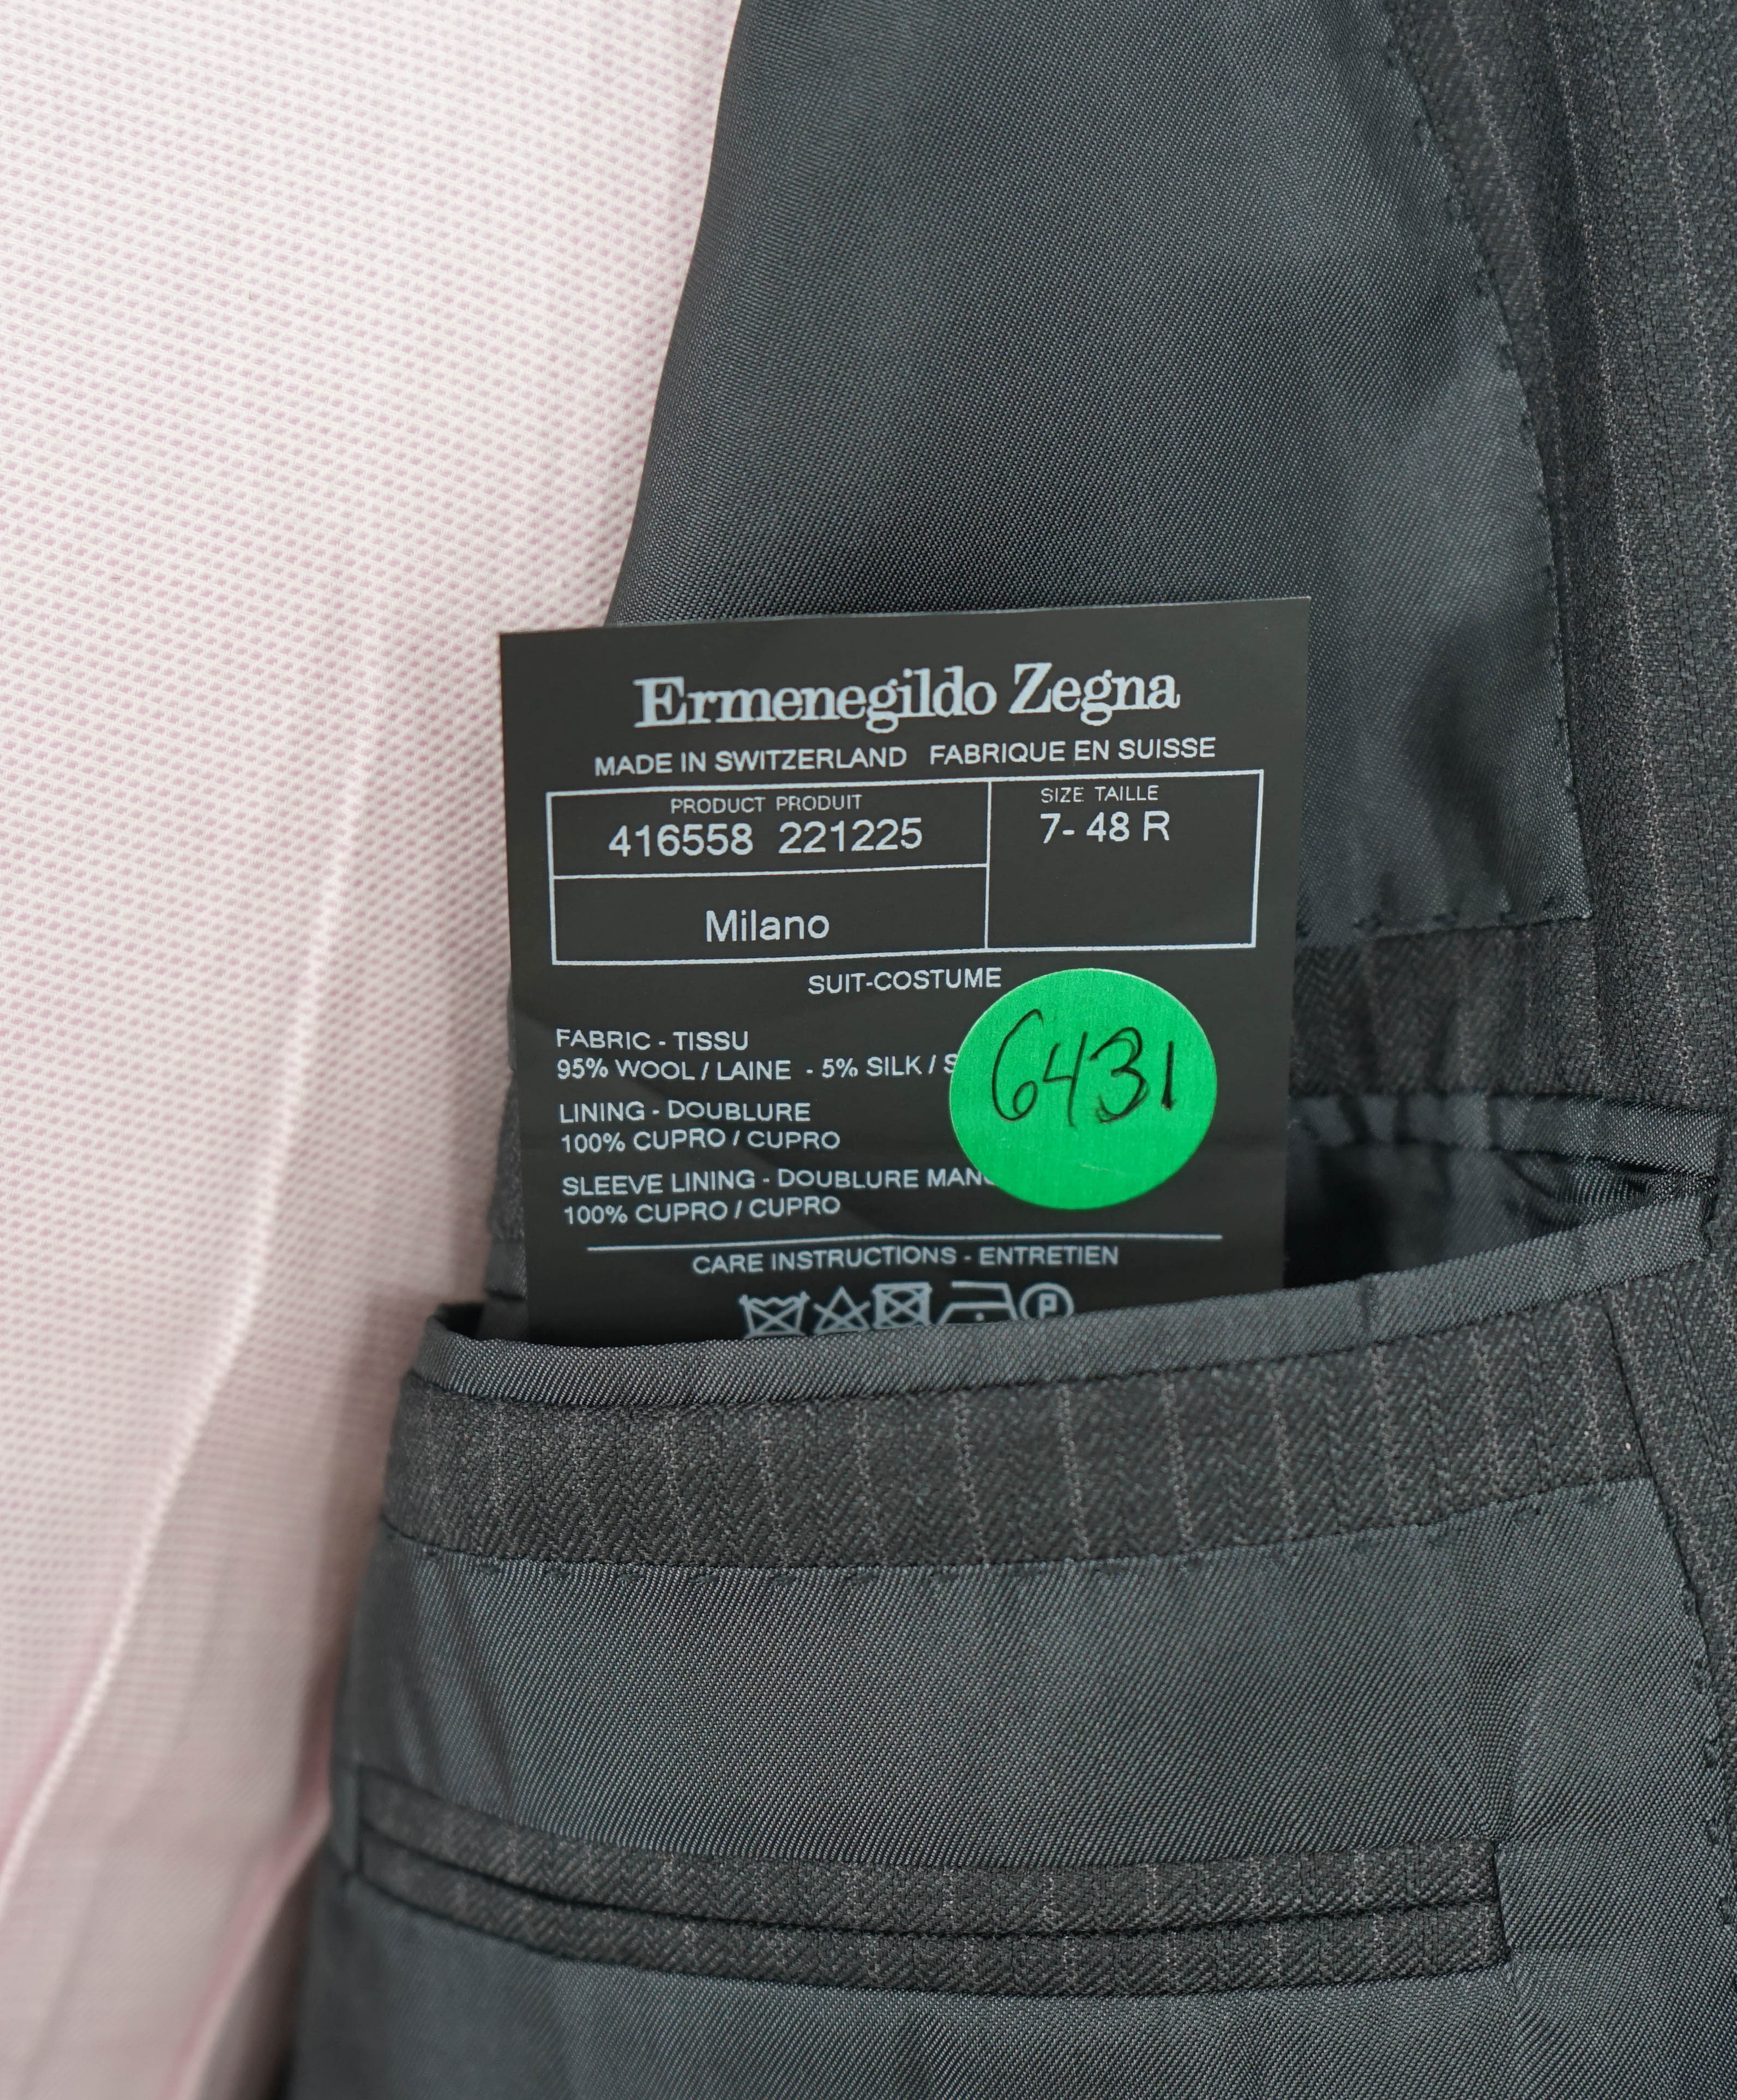 Ermenegildo Zegna
MADE IN SWITZERLAND FABRIQUE EN SUISSE
PRODUCT PRODUIT
416558 221225
SIZE TAILLE
7- 48 R
Milano
SUIT-COSTUME
FABRIC - TISSU
95% WOOL / LAINE - 5% SILK /
6431
LINING - DOUBLURE
100% CUPRO / CUPRO
SLEEVE LINING - DOUBLURE
100% CUPRO / CUPRO
CARE INSTRUCTIONS - ENTRETIEN
P